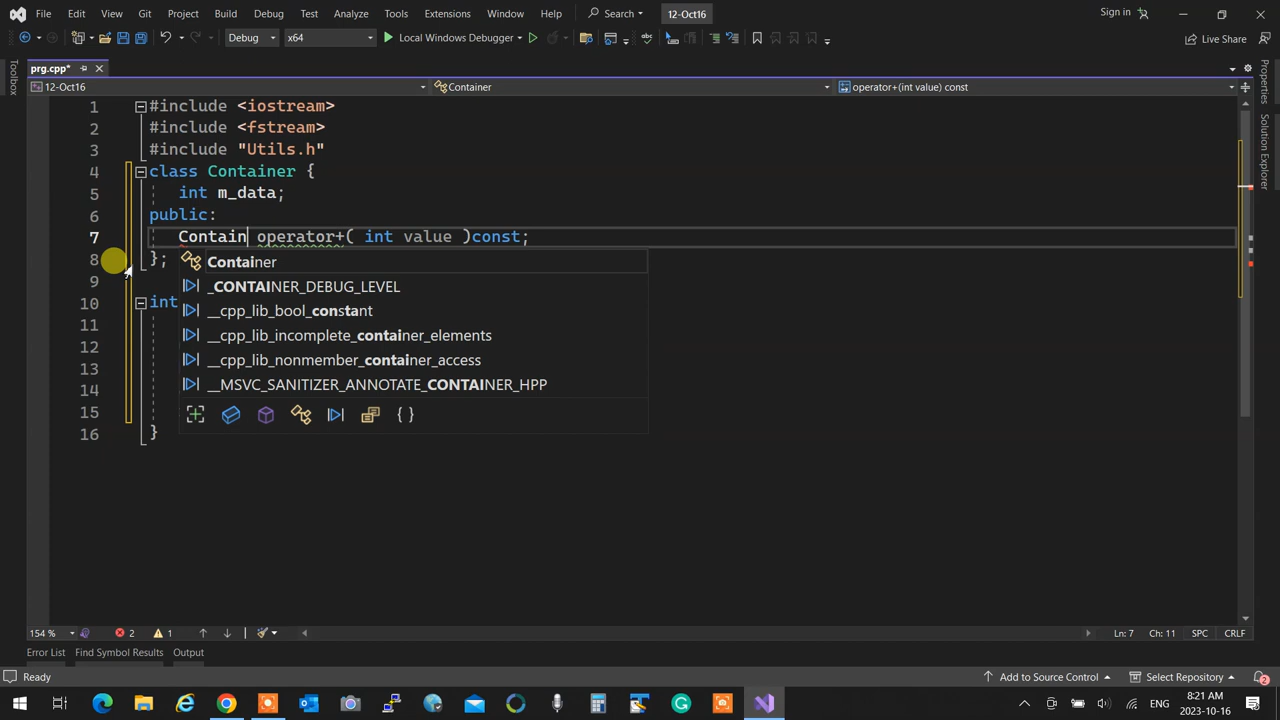 File Edit View Git Project Build Debug Test Analyze Tools Extensions Window Help Search 12-Oct16 Sign in
Debug x64 Local Windows Debugger Live Share
prg.cpp*
12-Oct16 Container operator+(int value) const
Toolbox
Properties
Solution Explorer
1 #include <iostream>
2 #include <fstream>
3 #include "Utils.h"
4 class Container {
5 int m_data;
6 public:
7 Contain operator+( int value )const;
8 };
Container
9
_CONTAINER_DEBUG_LEVEL
10 int
__cpp_lib_bool_constant
11
__cpp_lib_incomplete_container_elements
12
__cpp_lib_nonmember_container_access
13
__MSVC_SANITIZER_ANNOTATE_CONTAINER_HPP
14
15
16 }
154 % 2 1 Ln: 7 Ch: 11 SPC CRLF
Error List Find Symbol Results Output
Ready Add to Source Control Select Repository 2
ENG 8:21 AM
2023-10-16